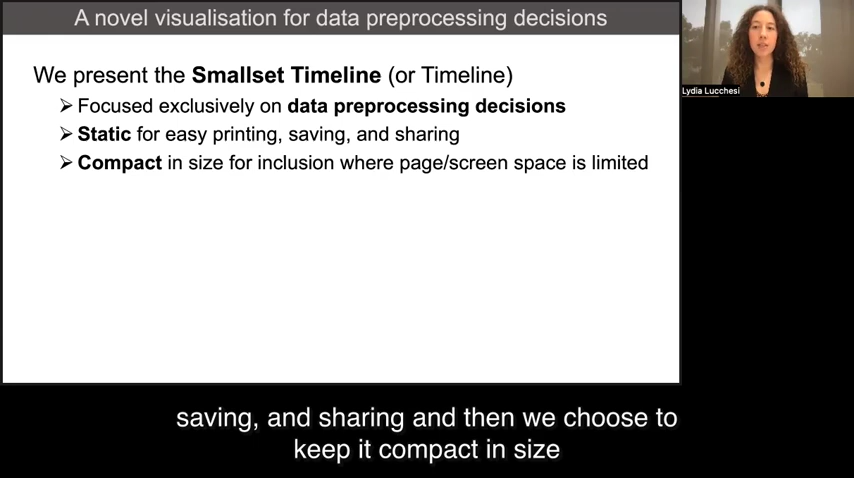 A novel visualisation for data preprocessing decisions
We present the Smallset Timeline (or Timeline)
➢ Focused exclusively on data preprocessing decisions
➢ Static for easy printing, saving, and sharing
➢ Compact in size for inclusion where page/screen space is limited
Lydia Lucchesi
saving, and sharing and then we choose to
keep it compact in size